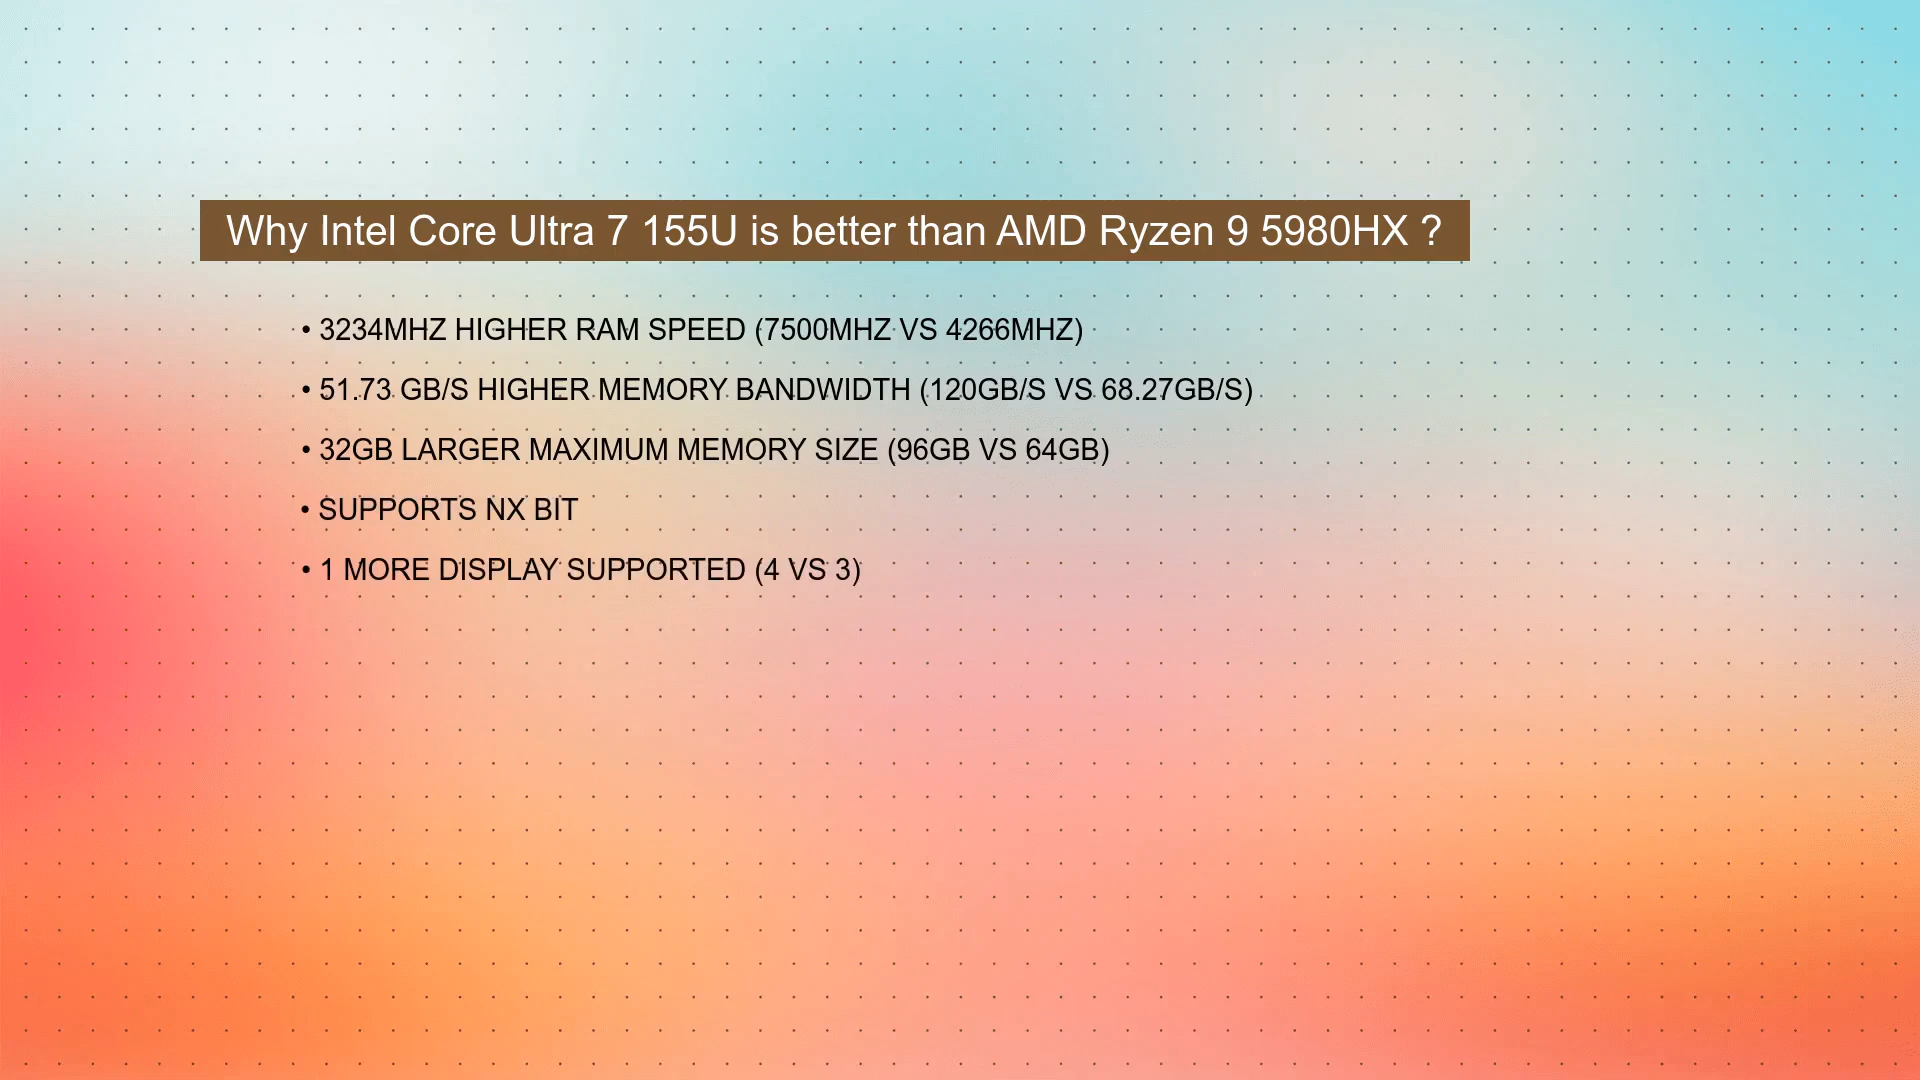 Why Intel Core Ultra 7 155U is better than AMD Ryzen 9 5980HX ?
• 3234MHZ HIGHER RAM SPEED (7500MHZ VS 4266MHZ)
• 51.73 GB/S HIGHER MEMORY BANDWIDTH (120GB/S VS 68.27GB/S)
• 32GB LARGER MAXIMUM MEMORY SIZE (96GB VS 64GB)
• SUPPORTS NX BIT
• 1 MORE DISPLAY SUPPORTED (4 VS 3)